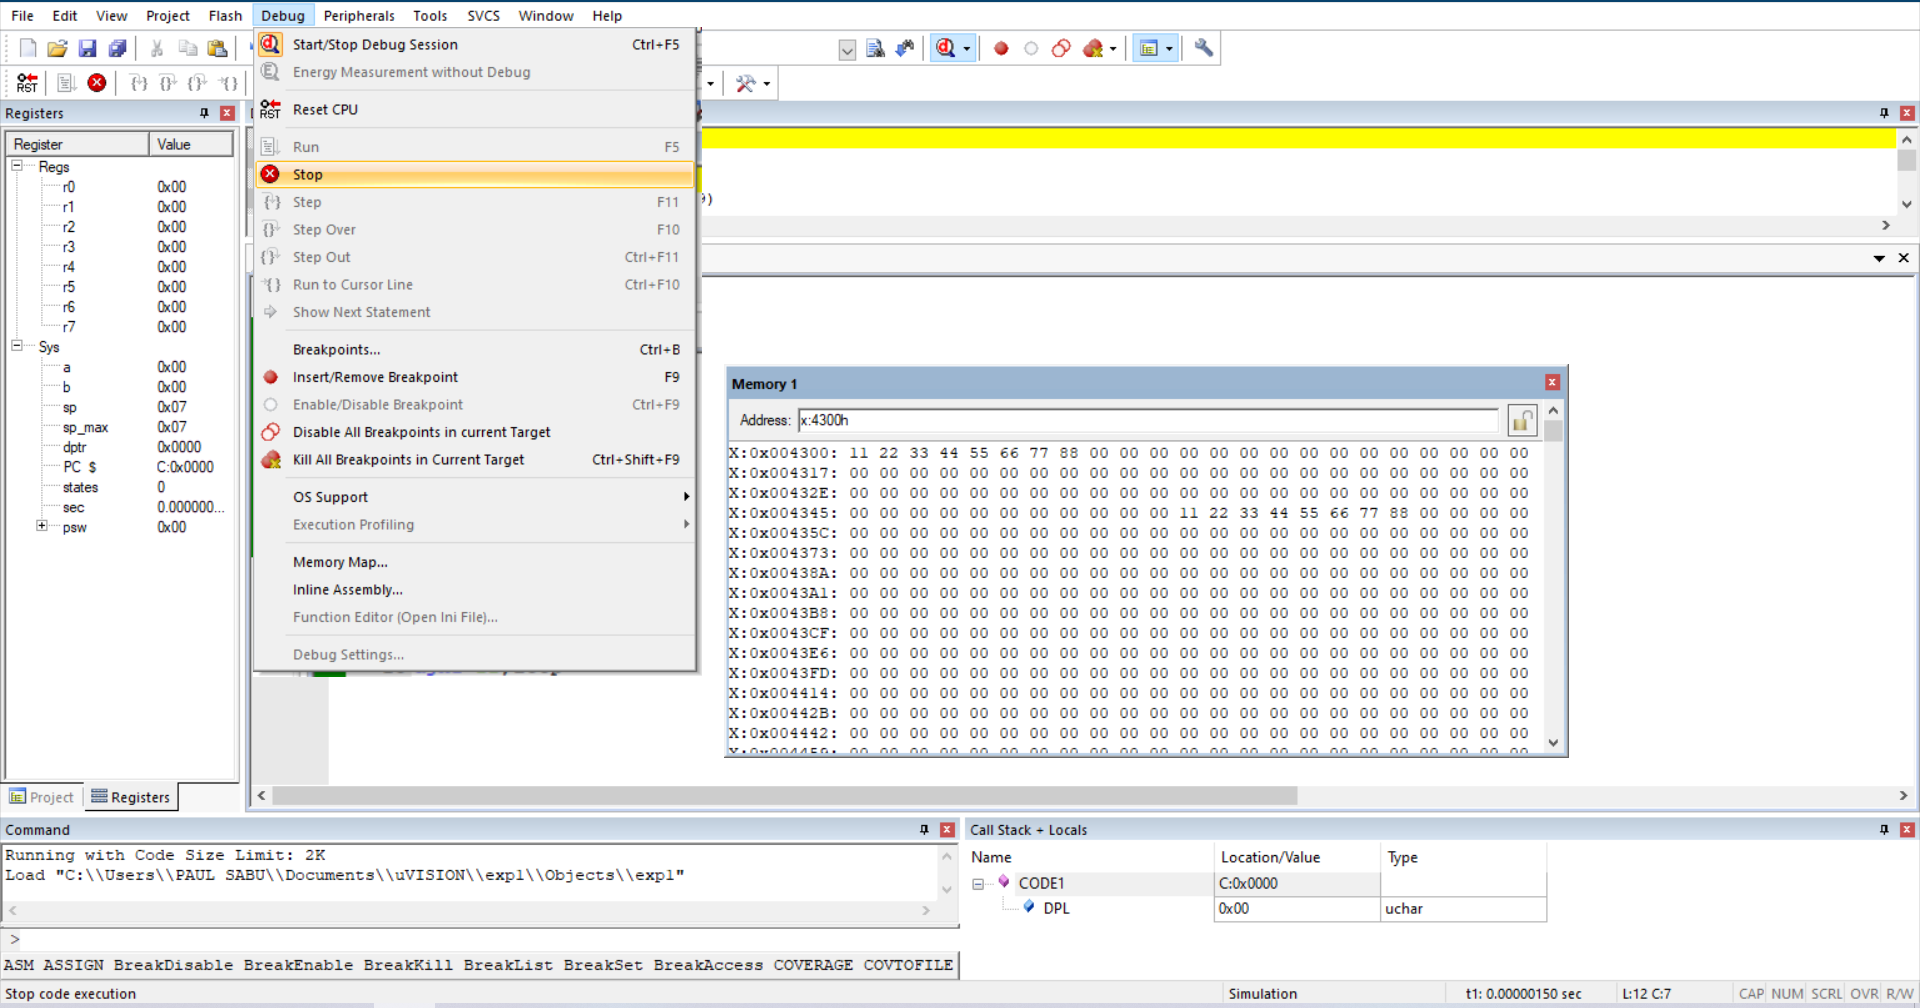 File Edit View Project Flash Debug Peripherals Tools SVCS Window Help
Start/Stop Debug Session Ctrl+F5
Energy Measurement without Debug
Reset CPU
Run F5
Stop
Step F11
Step Over F10
Step Out Ctrl+F11
Run to Cursor Line Ctrl+F10
Show Next Statement
Breakpoints... Ctrl+B
Insert/Remove Breakpoint F9
Enable/Disable Breakpoint Ctrl+F9
Disable All Breakpoints in current Target
Kill All Breakpoints in Current Target Ctrl+Shift+F9
OS Support
Execution Profiling
Memory Map...
Inline Assembly...
Function Editor (Open Ini File)...
Debug Settings...
RST
RST
Registers
Register Value
Regs
r0 0x00
r1 0x00
r2 0x00
r3 0x00
r4 0x00
r5 0x00
r6 0x00
r7 0x00
Sys
a 0x00
b 0x00
sp 0x07
sp_max 0x07
dptr 0x0000
PC $ C:0x0000
states 0
sec 0.000000...
psw 0x00
Project Registers
Memory 1
Address: x:4300h
X:0x004300: 11 22 33 44 55 66 77 88 00 00 00 00 00 00 00 00 00 00 00 00 00 00 00
X:0x004317: 00 00 00 00 00 00 00 00 00 00 00 00 00 00 00 00 00 00 00 00 00 00 00
X:0x00432E: 00 00 00 00 00 00 00 00 00 00 00 00 00 00 00 00 00 00 00 00 00 00 00
X:0x004345: 00 00 00 00 00 00 00 00 00 00 00 11 22 33 44 55 66 77 88 00 00 00 00
X:0x00435C: 00 00 00 00 00 00 00 00 00 00 00 00 00 00 00 00 00 00 00 00 00 00 00
X:0x004373: 00 00 00 00 00 00 00 00 00 00 00 00 00 00 00 00 00 00 00 00 00 00 00
X:0x00438A: 00 00 00 00 00 00 00 00 00 00 00 00 00 00 00 00 00 00 00 00 00 00 00
X:0x0043A1: 00 00 00 00 00 00 00 00 00 00 00 00 00 00 00 00 00 00 00 00 00 00 00
X:0x0043B8: 00 00 00 00 00 00 00 00 00 00 00 00 00 00 00 00 00 00 00 00 00 00 00
X:0x0043CF: 00 00 00 00 00 00 00 00 00 00 00 00 00 00 00 00 00 00 00 00 00 00 00
X:0x0043E6: 00 00 00 00 00 00 00 00 00 00 00 00 00 00 00 00 00 00 00 00 00 00 00
X:0x0043FD: 00 00 00 00 00 00 00 00 00 00 00 00 00 00 00 00 00 00 00 00 00 00 00
X:0x004414: 00 00 00 00 00 00 00 00 00 00 00 00 00 00 00 00 00 00 00 00 00 00 00
X:0x00442B: 00 00 00 00 00 00 00 00 00 00 00 00 00 00 00 00 00 00 00 00 00 00 00
X:0x004442: 00 00 00 00 00 00 00 00 00 00 00 00 00 00 00 00 00 00 00 00 00 00 00
X:0x004459: 00 00 00 00 00 00 00 00 00 00 00 00 00 00 00 00 00 00 00 00 00 00 00
Command
Running with Code Size Limit: 2K
Load "C:\\Users\\PAUL SABU\\Documents\\uVISION\\exp1\\Objects\\exp1"
>
ASM ASSIGN BreakDisable BreakEnable BreakKill BreakList BreakSet BreakAccess COVERAGE COVTOFILE
Call Stack + Locals
Name Location/Value Type
CODE1 C:0x0000
DPL 0x00 uchar
Stop code execution Simulation t1: 0.00000150 sec L:12 C:7 CAP NUM SCRL OVR R/W